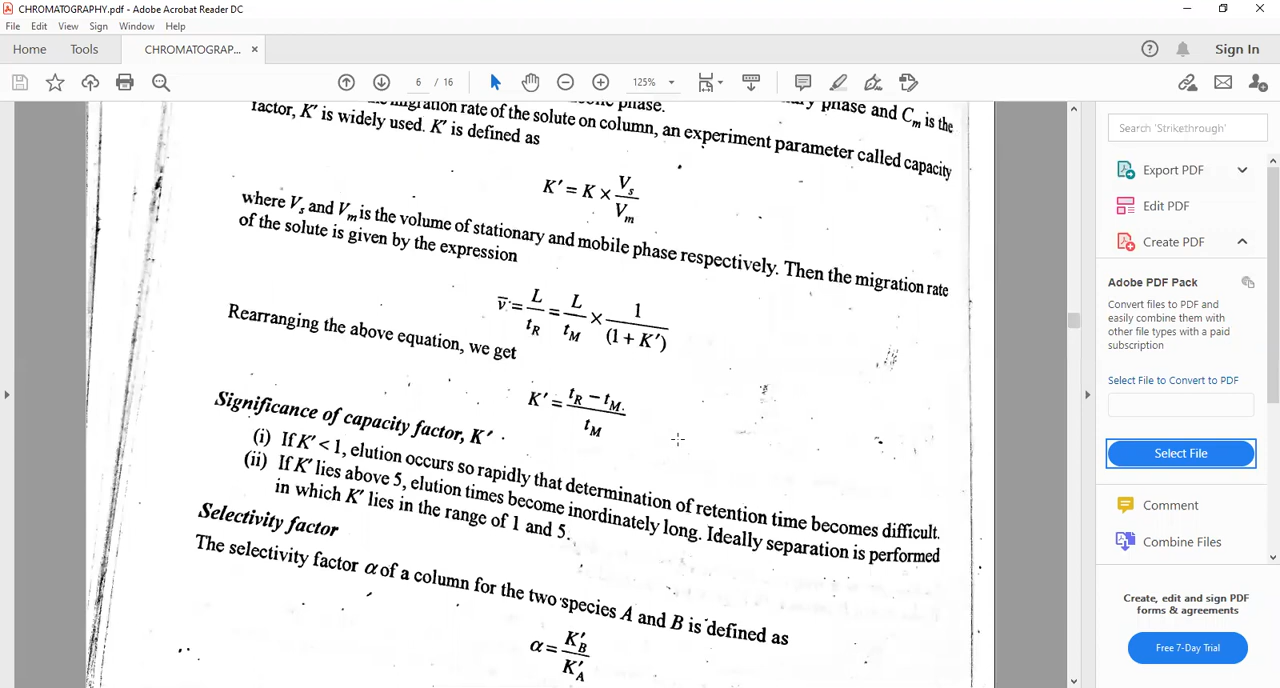 CHROMATOGRAPHY.pdf - Adobe Acrobat Reader DC
File Edit View Sign Window Help
Home Tools CHROMATOGRAP... × Sign In
6 / 16 125%
phase and Cm is the
the migration rate of the solute on column, an experiment parameter called capacity
factor, K′ is widely used. K′ is defined as
K′ = K × Vs / Vm
where Vs and Vm is the volume of stationary and mobile phase respectively. Then the migration rate
of the solute is given by the expression
v̄ = L / tR = L / tM × 1 / (1 + K′)
Rearranging the above equation, we get
K′ = tR − tM. / tM
Significance of capacity factor, K′
(i) If K′ < 1, elution occurs so rapidly that determination of retention time becomes difficult.
(ii) If K′ lies above 5, elution times become inordinately long. Ideally separation is performed
in which K′ lies in the range of 1 and 5.
Selectivity factor
The selectivity factor α of a column for the two species A and B is defined as
α = K′B / K′A
Search 'Strikethrough'
Export PDF
Edit PDF
Create PDF
Adobe PDF Pack
Convert files to PDF and
easily combine them with
other file types with a paid
subscription
Select File to Convert to PDF
Select File
Comment
Combine Files
Create, edit and sign PDF
forms & agreements
Free 7-Day Trial